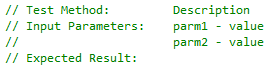 // Test Method:         Description
// Input Parameters:    parm1 - value
//                      parm2 - value
// Expected Result: